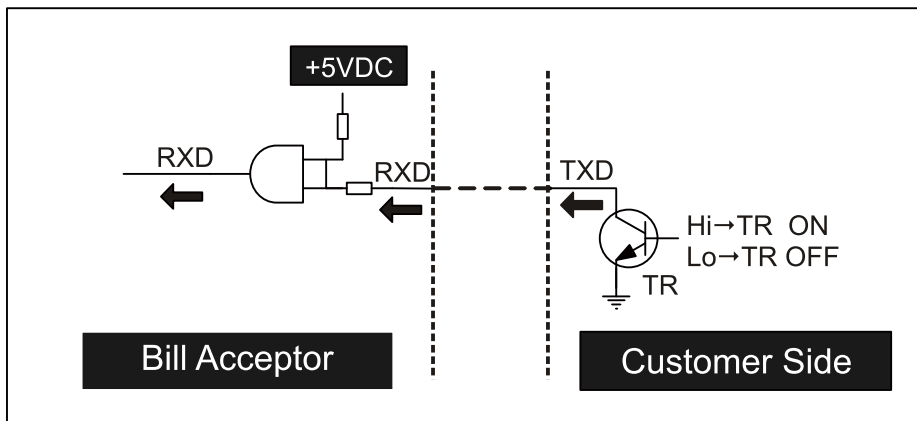 +5VDC
RXD
RXD
TXD
Hi→TR ON
Lo→TR OFF
TR
Bill Acceptor
Customer Side